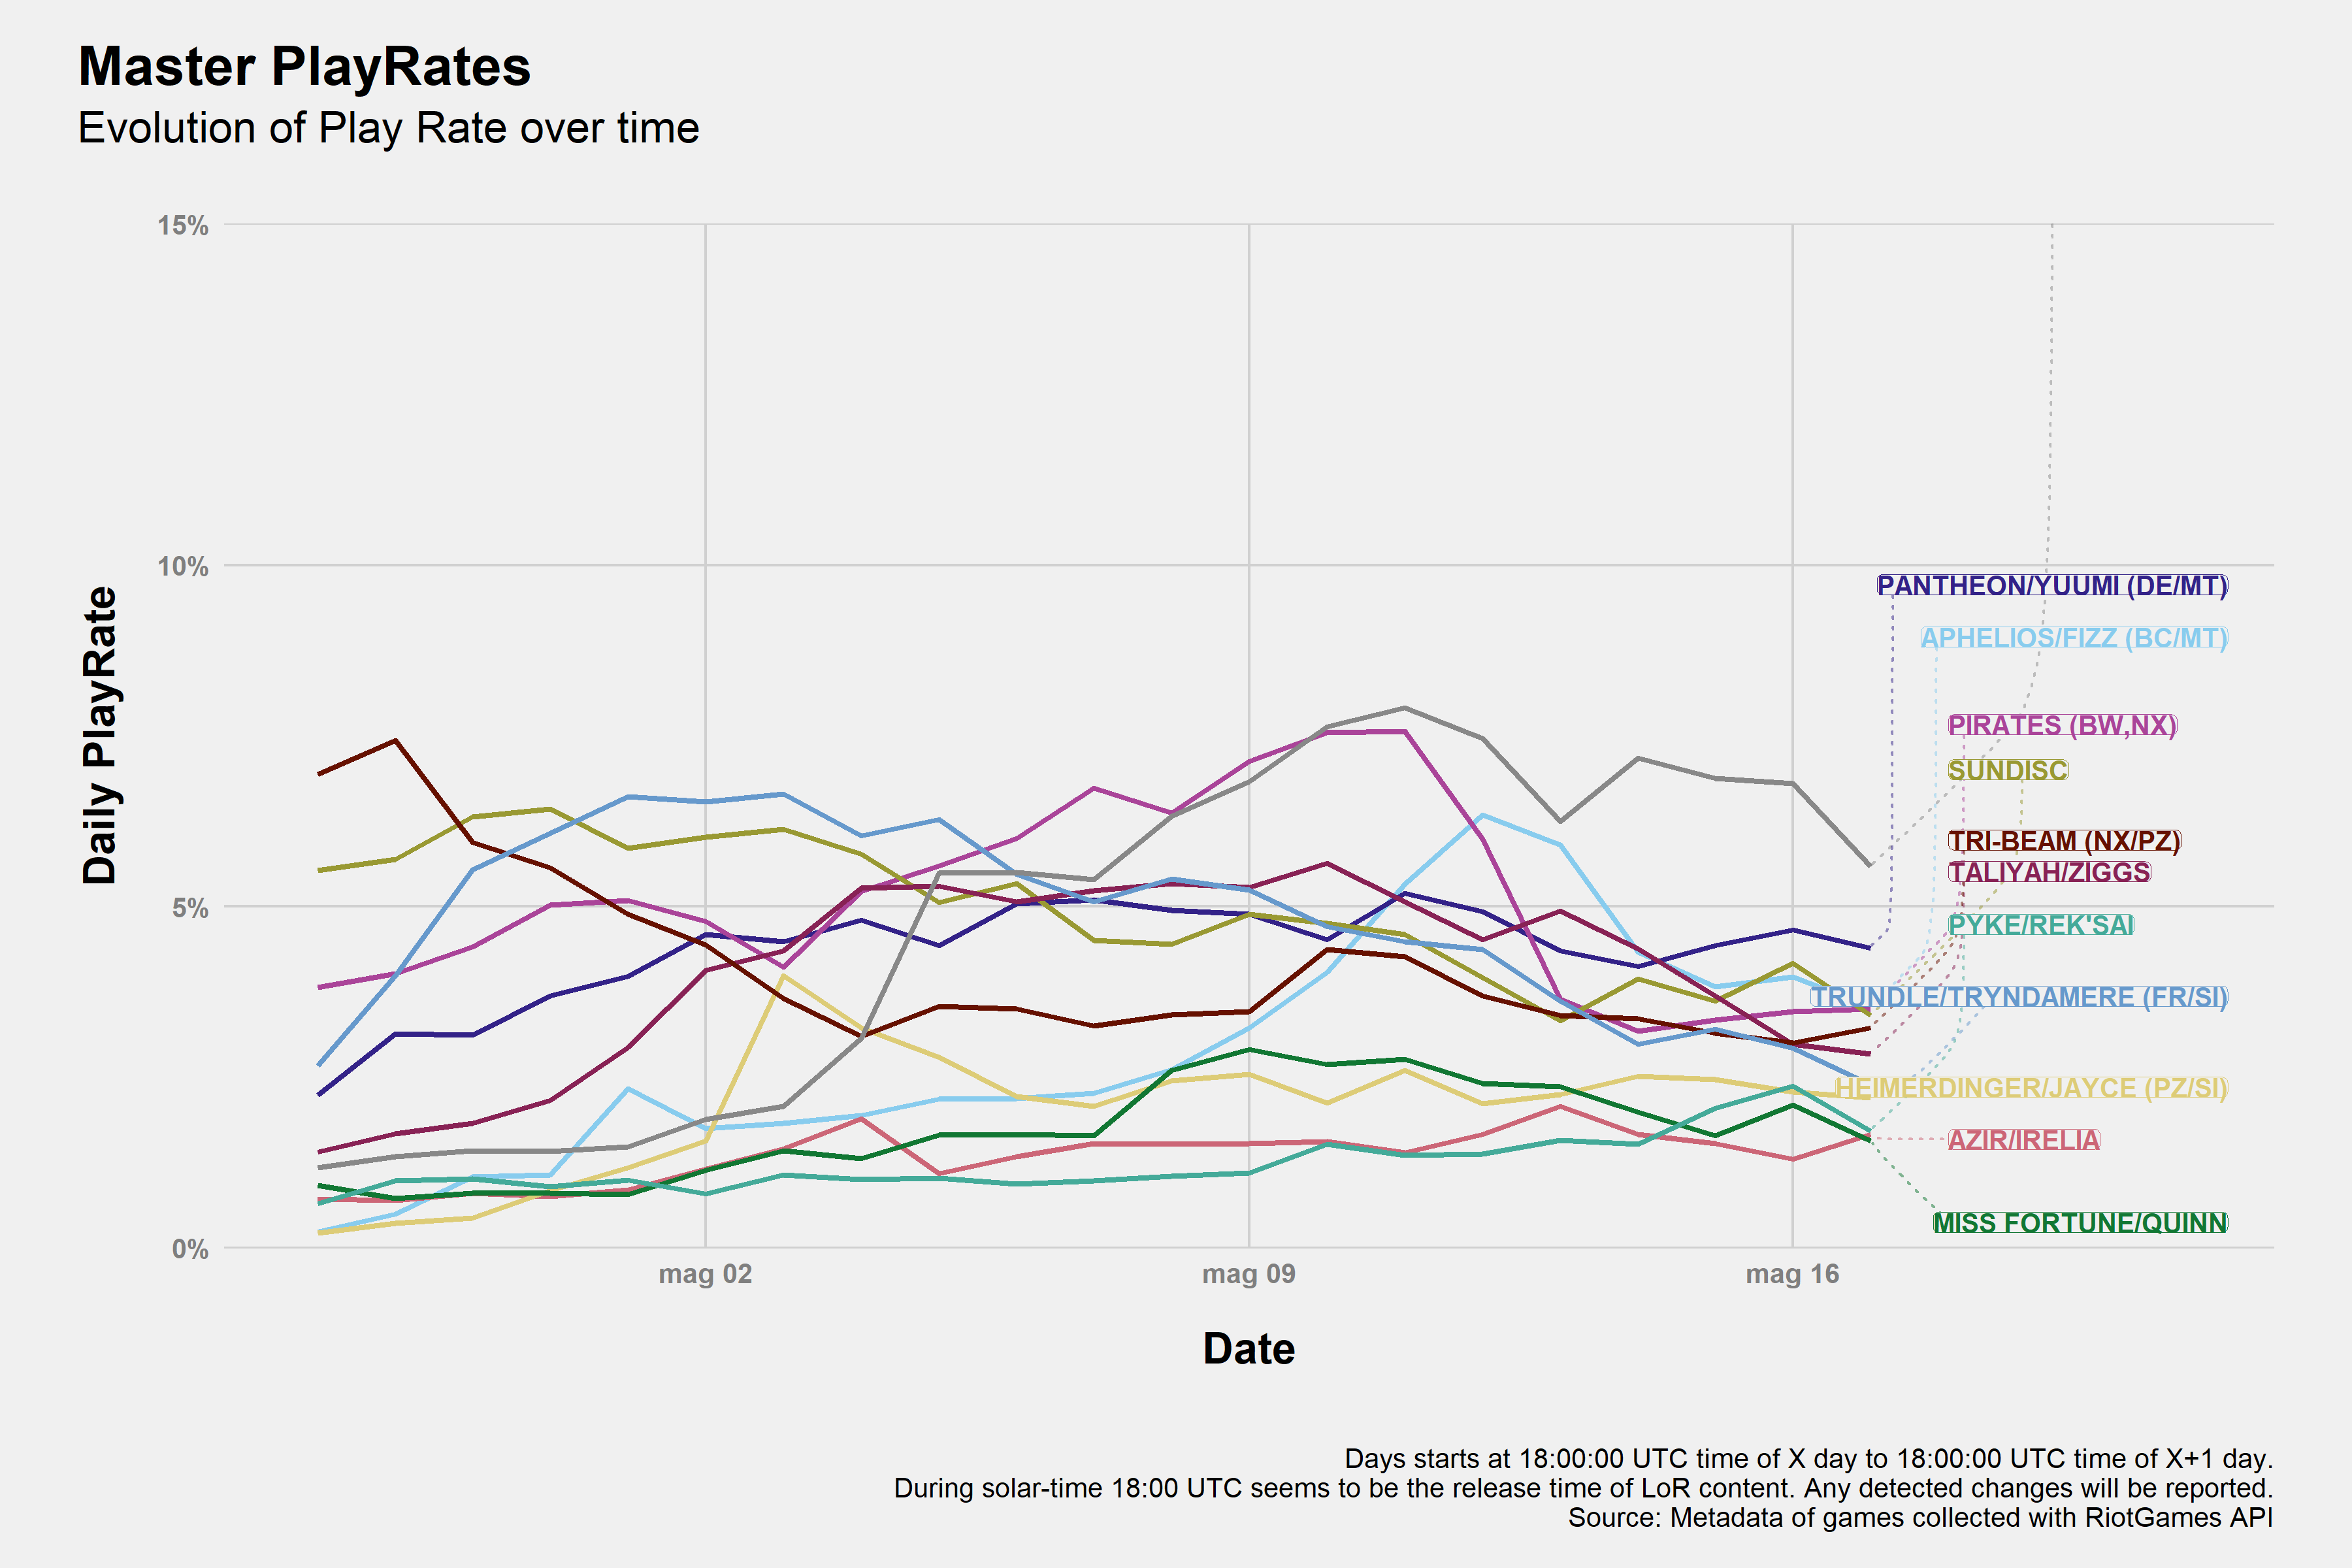 Master PlayRates
Evolution of Play Rate over time
15%
10%
5%
0%
Daily PlayRate
PANTHEON/YUUMI (DE/MT)
APHELIOS/FIZZ (BC/MT)
PIRATES (BW,NX)
SUNDISC
TRI-BEAM (NX/PZ)
TALIYAH/ZIGGS
PYKE/REK'SAI
TRUNDLE/TRYNDAMERE (FR/SI)
HEIMERDINGER/JAYCE (PZ/SI)
AZIR/IRELIA
MISS FORTUNE/QUINN
mag 02
mag 09
mag 16
Date
Days starts at 18:00:00 UTC time of X day to 18:00:00 UTC time of X+1 day.
During solar-time 18:00 UTC seems to be the release time of LoR content. Any detected changes will be reported.
Source: Metadata of games collected with RiotGames API